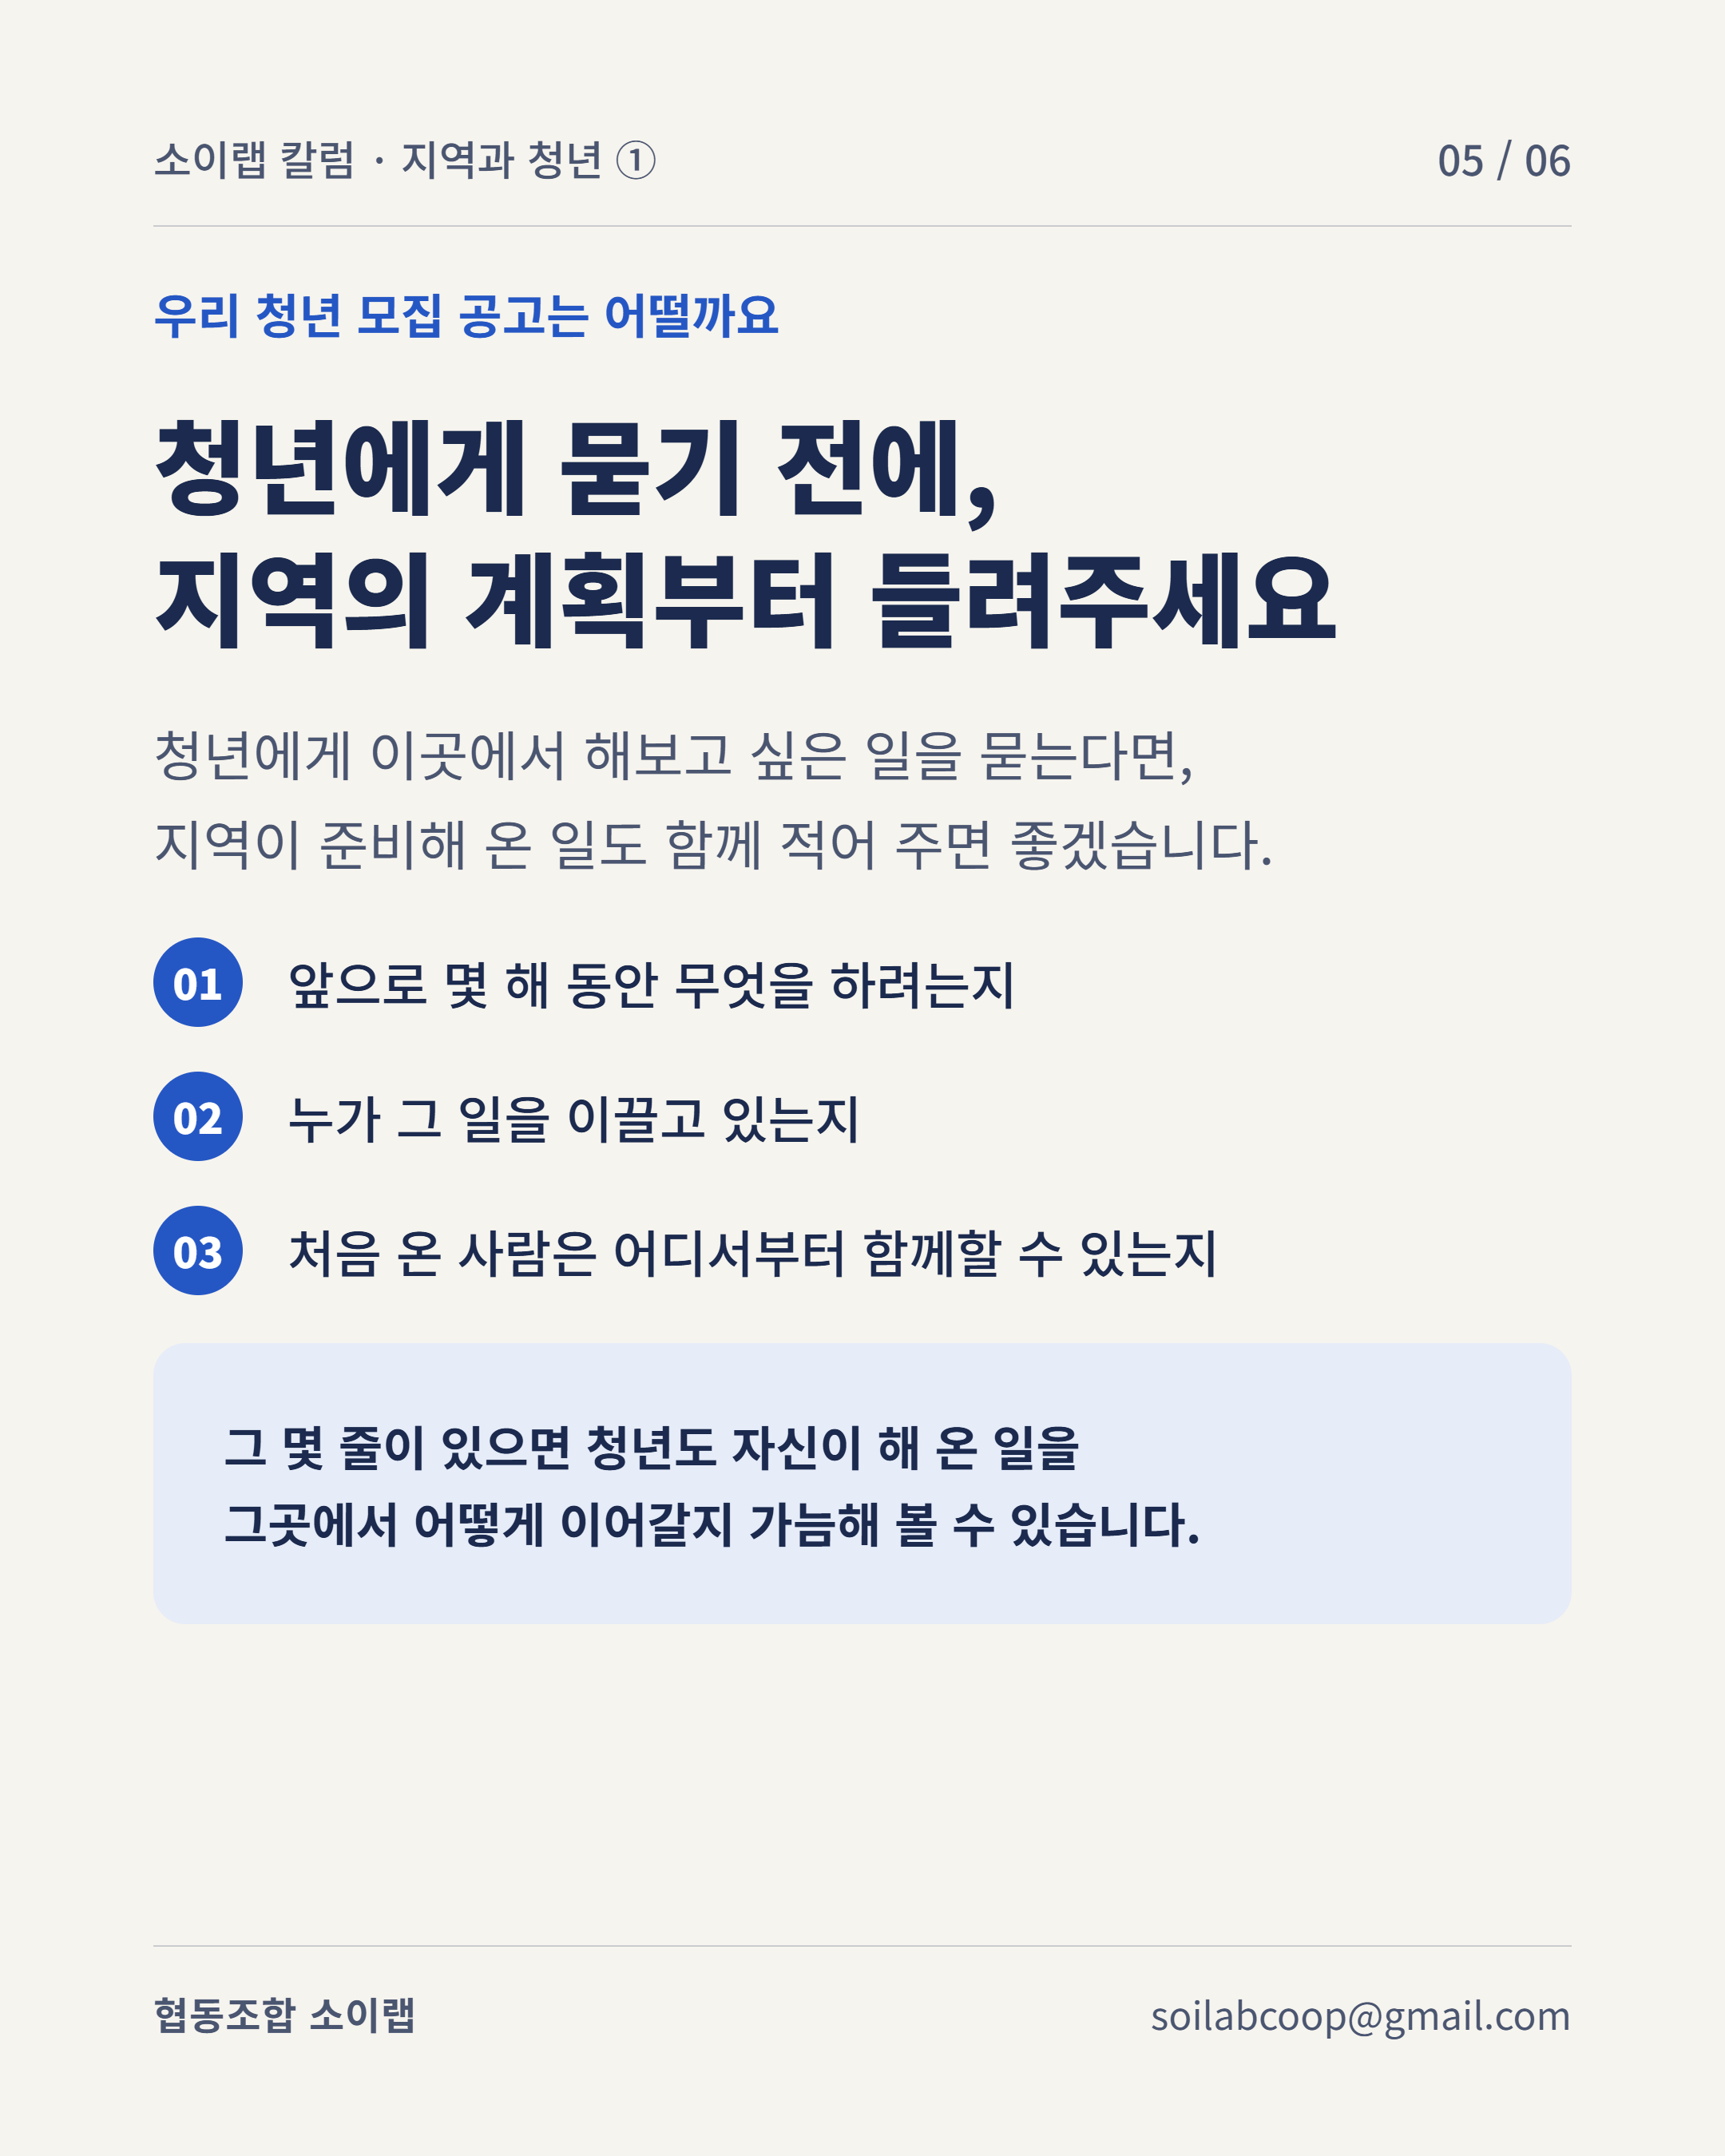 소이랩 칼럼 · 지역과 청년 ①
05 / 06
우리 청년 모집 공고는 어떨까요
청년에게 묻기 전에,
지역의 계획부터 들려주세요
청년에게 이곳에서 해보고 싶은 일을 묻는다면,
지역이 준비해 온 일도 함께 적어 주면 좋겠습니다.
01 앞으로 몇 해 동안 무엇을 하려는지
02 누가 그 일을 이끌고 있는지
03 처음 온 사람은 어디서부터 함께할 수 있는지
그 몇 줄이 있으면 청년도 자신이 해 온 일을
그곳에서 어떻게 이어갈지 가늠해 볼 수 있습니다.
협동조합 소이랩
soilabcoop@gmail.com